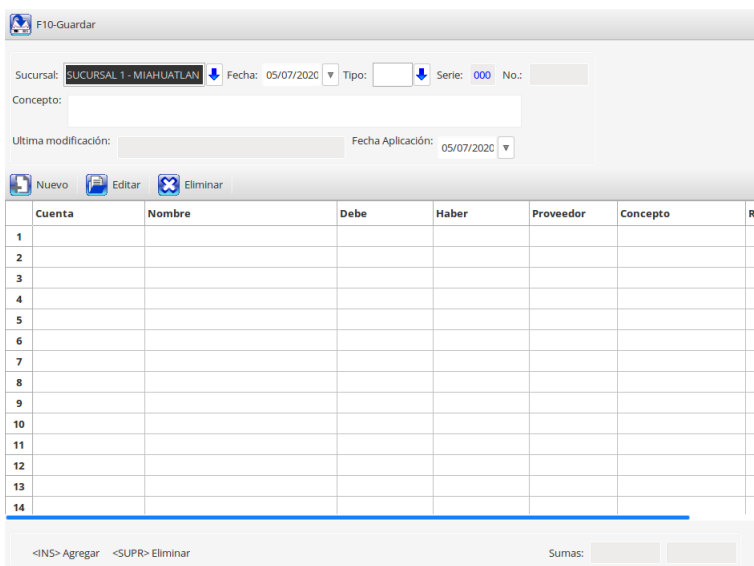 F10-Guardar
Sucursal: SUCURSAL 1 - MIAHUATLAN Fecha: 05/07/2020 Tipo: Serie: 000 No.:
Concepto:
Ultima modificación: Fecha Aplicación: 05/07/2020
Nuevo Editar Eliminar
Cuenta Nombre Debe Haber Proveedor Concepto R
1
2
3
4
5
6
7
8
9
10
11
12
13
14
<INS> Agregar <SUPR> Eliminar Sumas: